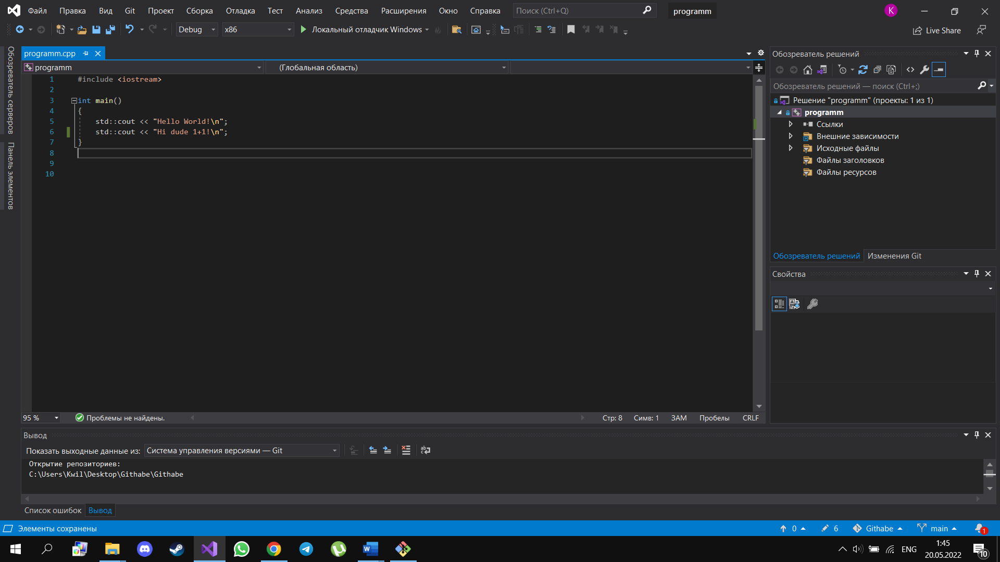 Файл Правка Вид Git Проект Сборка Отладка Тест Анализ Средства Расширения Окно Справка Поиск (Ctrl+Q) programm K
Debug x86 Локальный отладчик Windows Live Share
Обозреватель серверов
Панель элементов
programm.cpp
programm (Глобальная область)
1 #include <iostream>
2
3 int main()
4 {
5 std::cout << "Hello World!\n";
6 std::cout << "Hi dude 1+1!\n";
7 }
8
9
10
95 % Проблемы не найдены. Стр: 8 Симв: 1 ЗАМ Пробелы CRLF
Обозреватель решений
Обозреватель решений — поиск (Ctrl+;)
Решение "programm" (проекты: 1 из 1)
programm
Ссылки
Внешние зависимости
Исходные файлы
Файлы заголовков
Файлы ресурсов
Обозреватель решений Изменения Git
Свойства
Вывод
Показать выходные данные из: Система управления версиями — Git
Открытие репозиториев:
C:\Users\Kwil\Desktop\Githabe\Githabe
Список ошибок Вывод
Элементы сохранены 0 6 Githabe main 1
ENG 1:45
20.05.2022 10